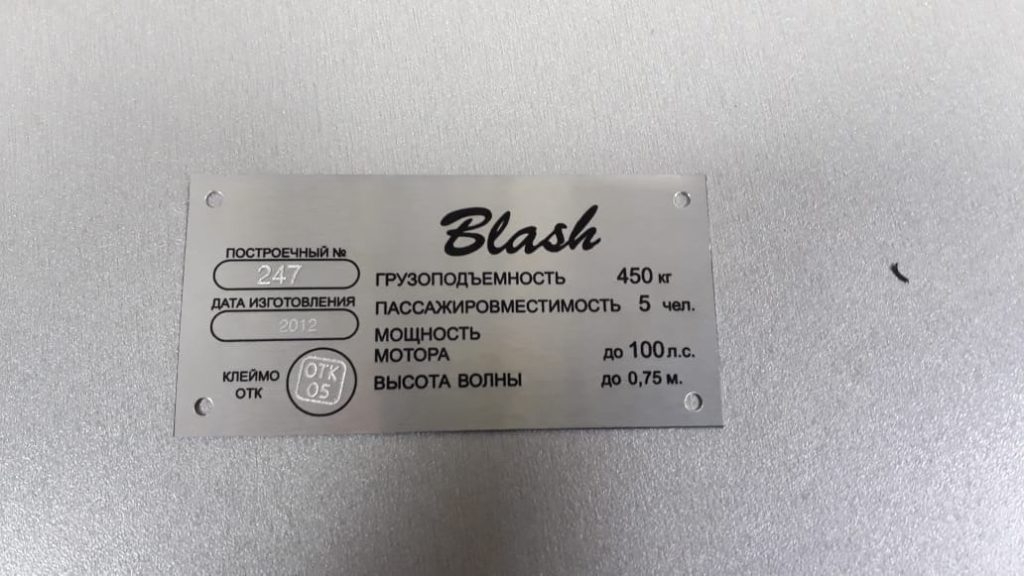 Blash
ПОСТРОЕЧНЫЙ №
247
ДАТА ИЗГОТОВЛЕНИЯ
2012
КЛЕЙМО
ОТК
ОТК
05
ГРУЗОПОДЪЕМНОСТЬ 450 кг
ПАССАЖИРОВМЕСТИМОСТЬ 5 чел.
МОЩНОСТЬ
МОТОРА до 100 л.с.
ВЫСОТА ВОЛНЫ до 0,75 м.